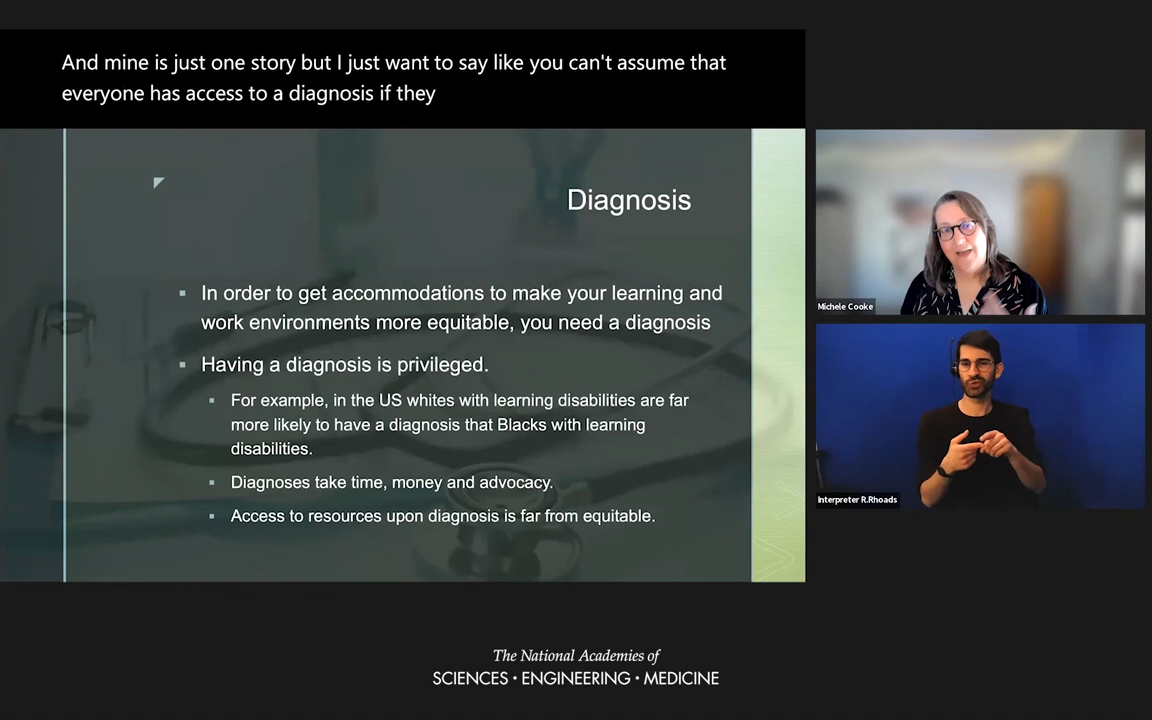 And mine is just one story but I just want to say like you can't assume that
everyone has access to a diagnosis if they
Diagnosis
In order to get accommodations to make your learning and
work environments more equitable, you need a diagnosis
Having a diagnosis is privileged.
For example, in the US whites with learning disabilities are far
more likely to have a diagnosis that Blacks with learning
disabilities.
Diagnoses take time, money and advocacy.
Access to resources upon diagnosis is far from equitable.
Michele Cooke
Interpreter R.Rhoads
The National Academies of
SCIENCES • ENGINEERING • MEDICINE